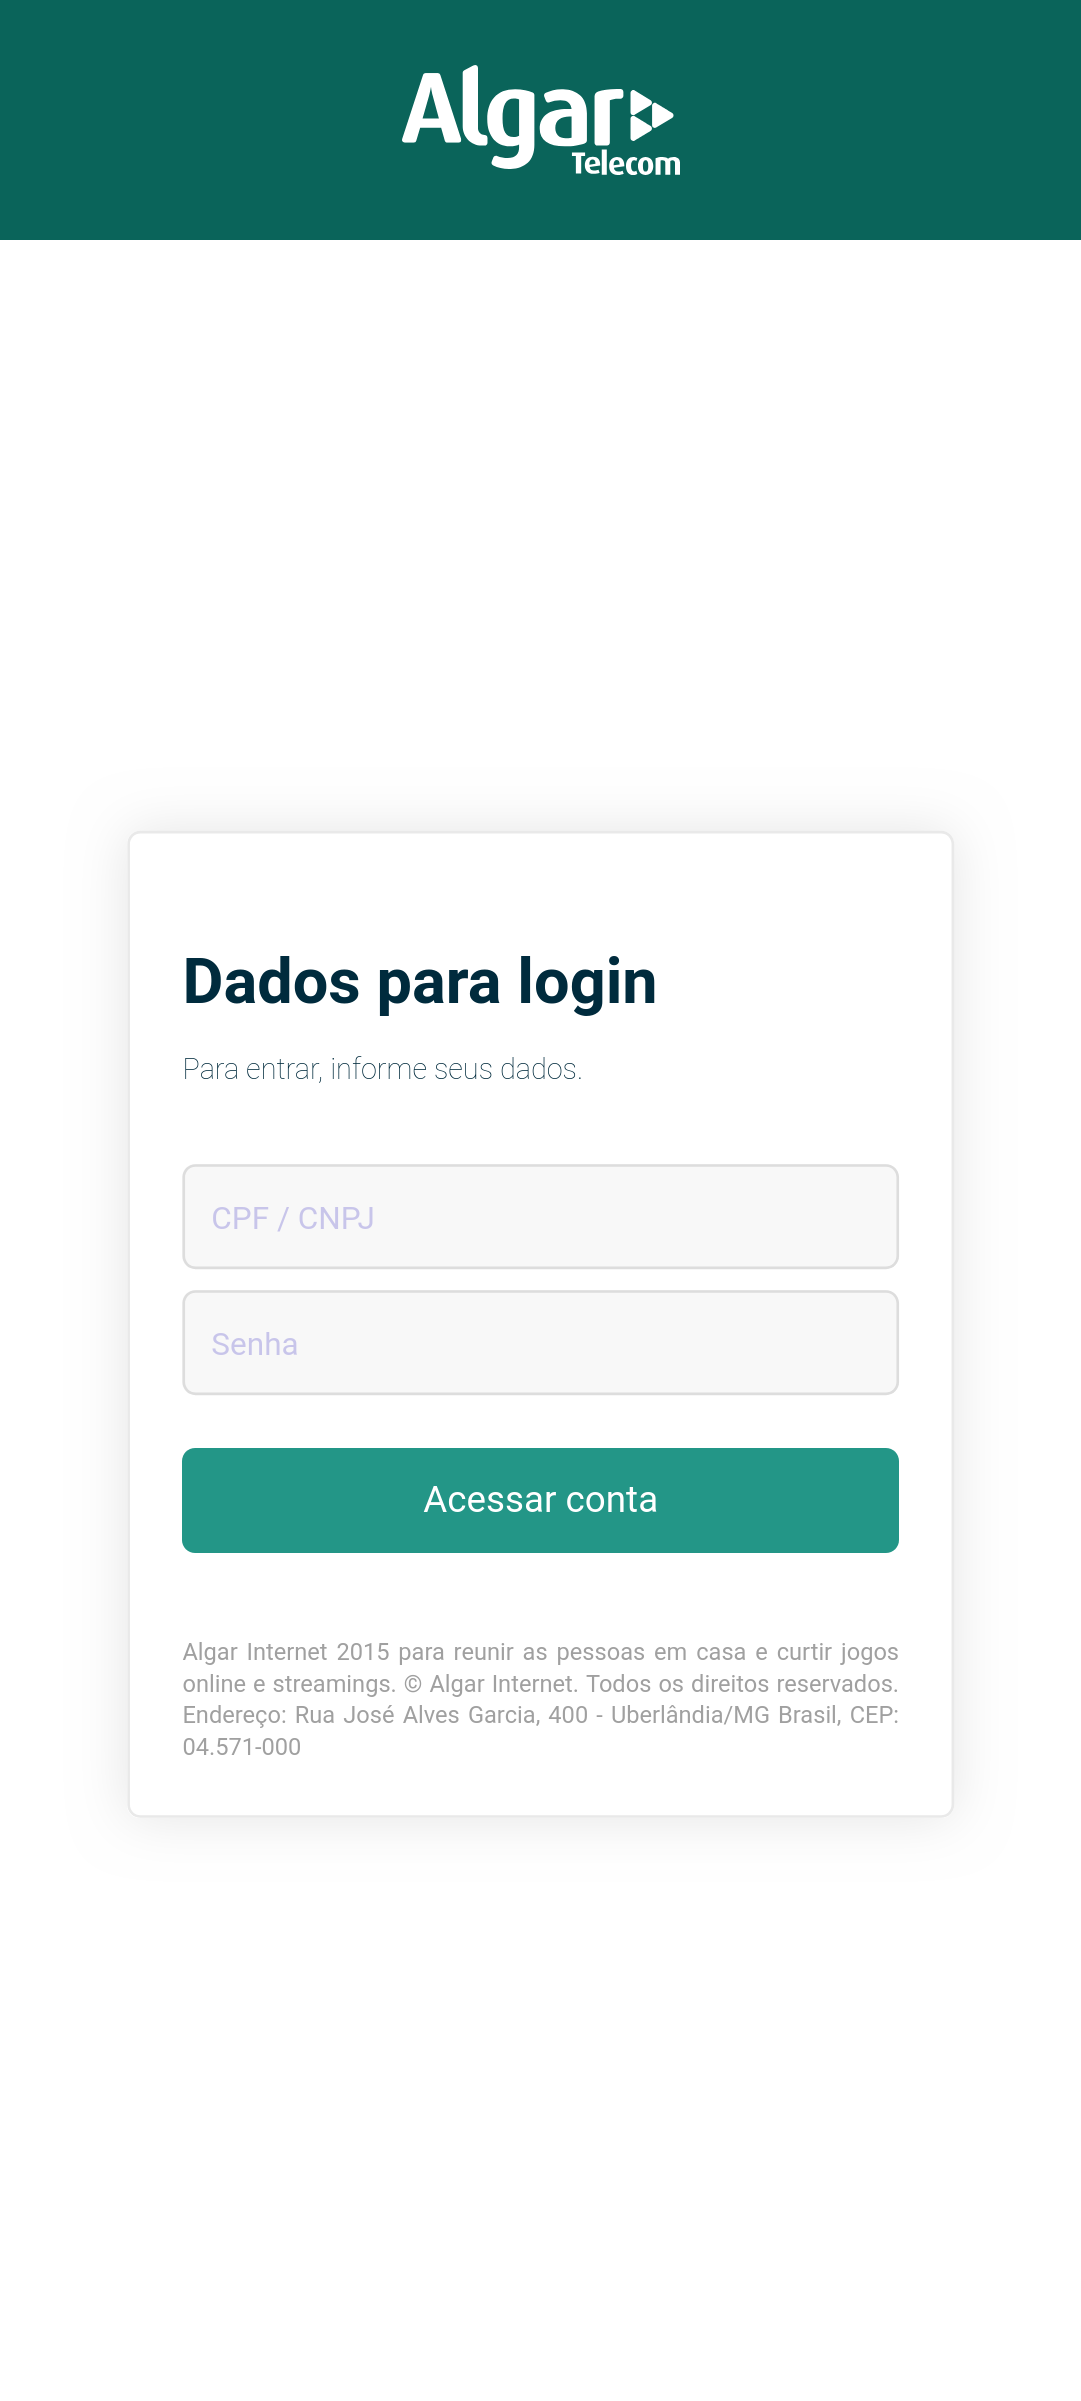 Algar
Telecom
Dados para login
Para entrar, informe seus dados.
CPF / CNPJ
Senha
Acessar conta
Algar Internet 2015 para reunir as pessoas em casa e curtir jogos
online e streamings. © Algar Internet. Todos os direitos reservados.
Endereço: Rua José Alves Garcia, 400 - Uberlândia/MG Brasil, CEP:
04.571-000